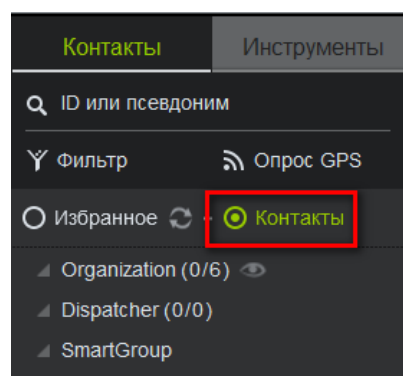 Контакты Инструменты
ID или псевдоним
Фильтр Опрос GPS
Избранное Контакты
Organization (0/6)
Dispatcher (0/0)
SmartGroup